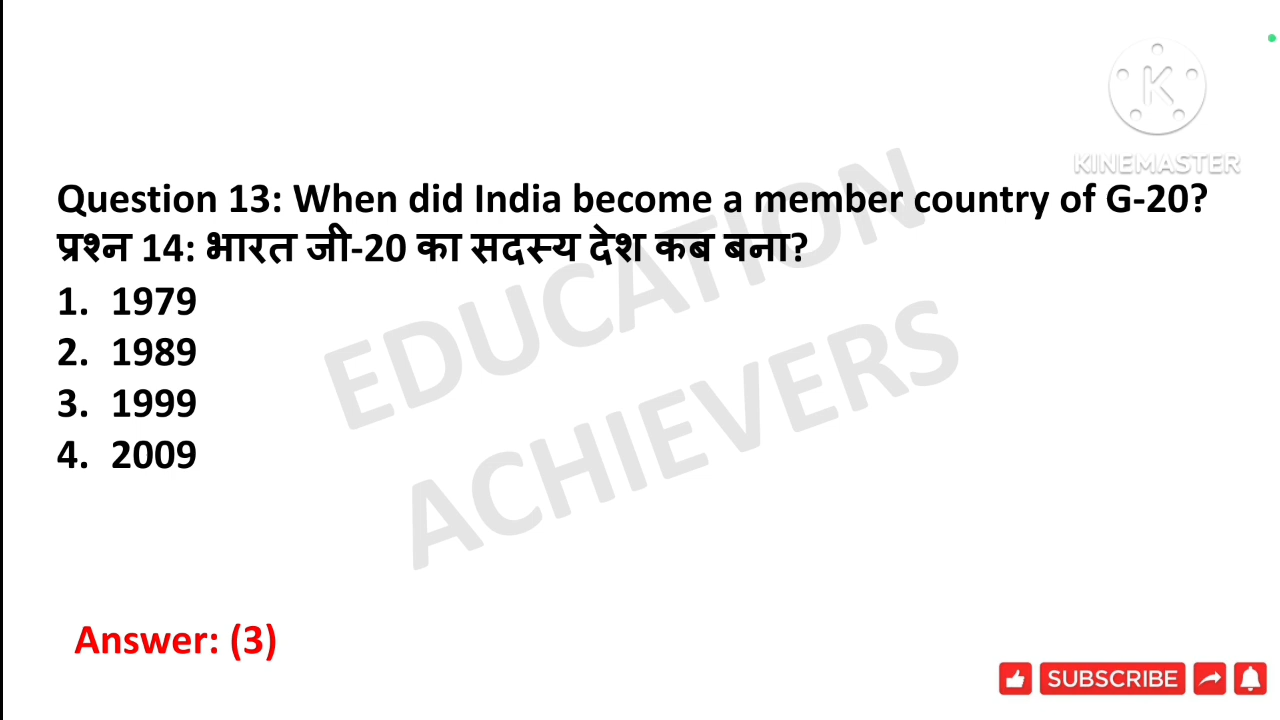 K
KINEMASTER
Question 13: When did India become a member country of G-20?
प्रश्न 14: भारत जी-20 का सदस्य देश कब बना?
1. 1979
2. 1989
3. 1999
4. 2009
EDUCATION
ACHIEVERS
Answer: (3)
SUBSCRIBE